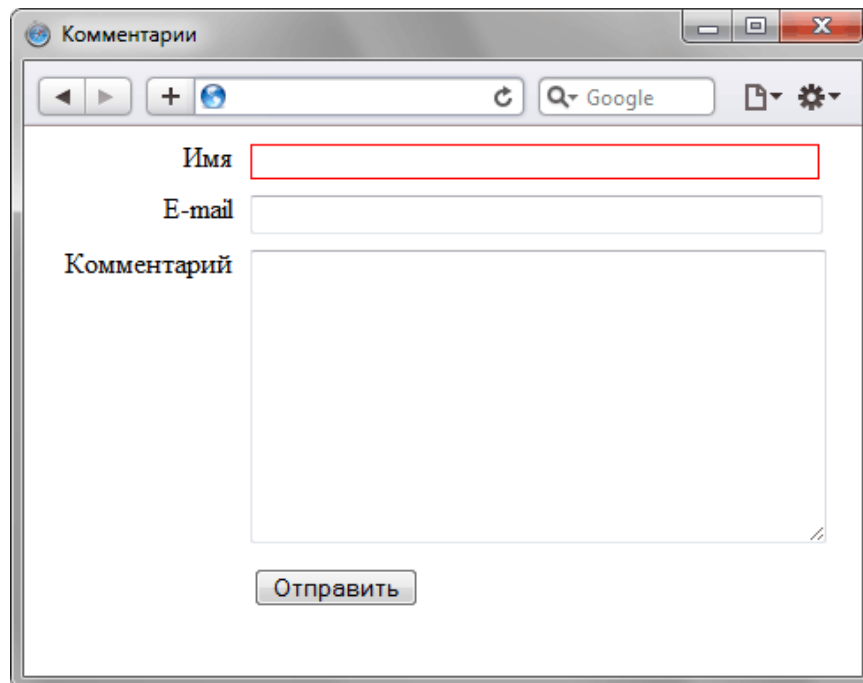 Комментарии
Google
Имя
E-mail
Комментарий
Отправить